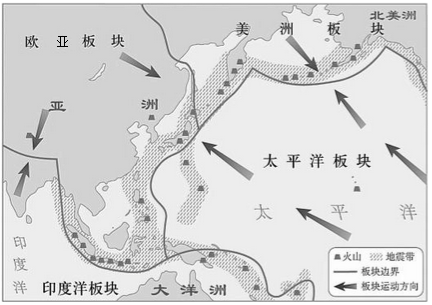 北美洲
美洲板块
欧亚板块
亚洲
太平洋板块
太平洋
印度洋
印度洋板块
大洋洲
图例
火山 地震带
板块边界
板块运动方向